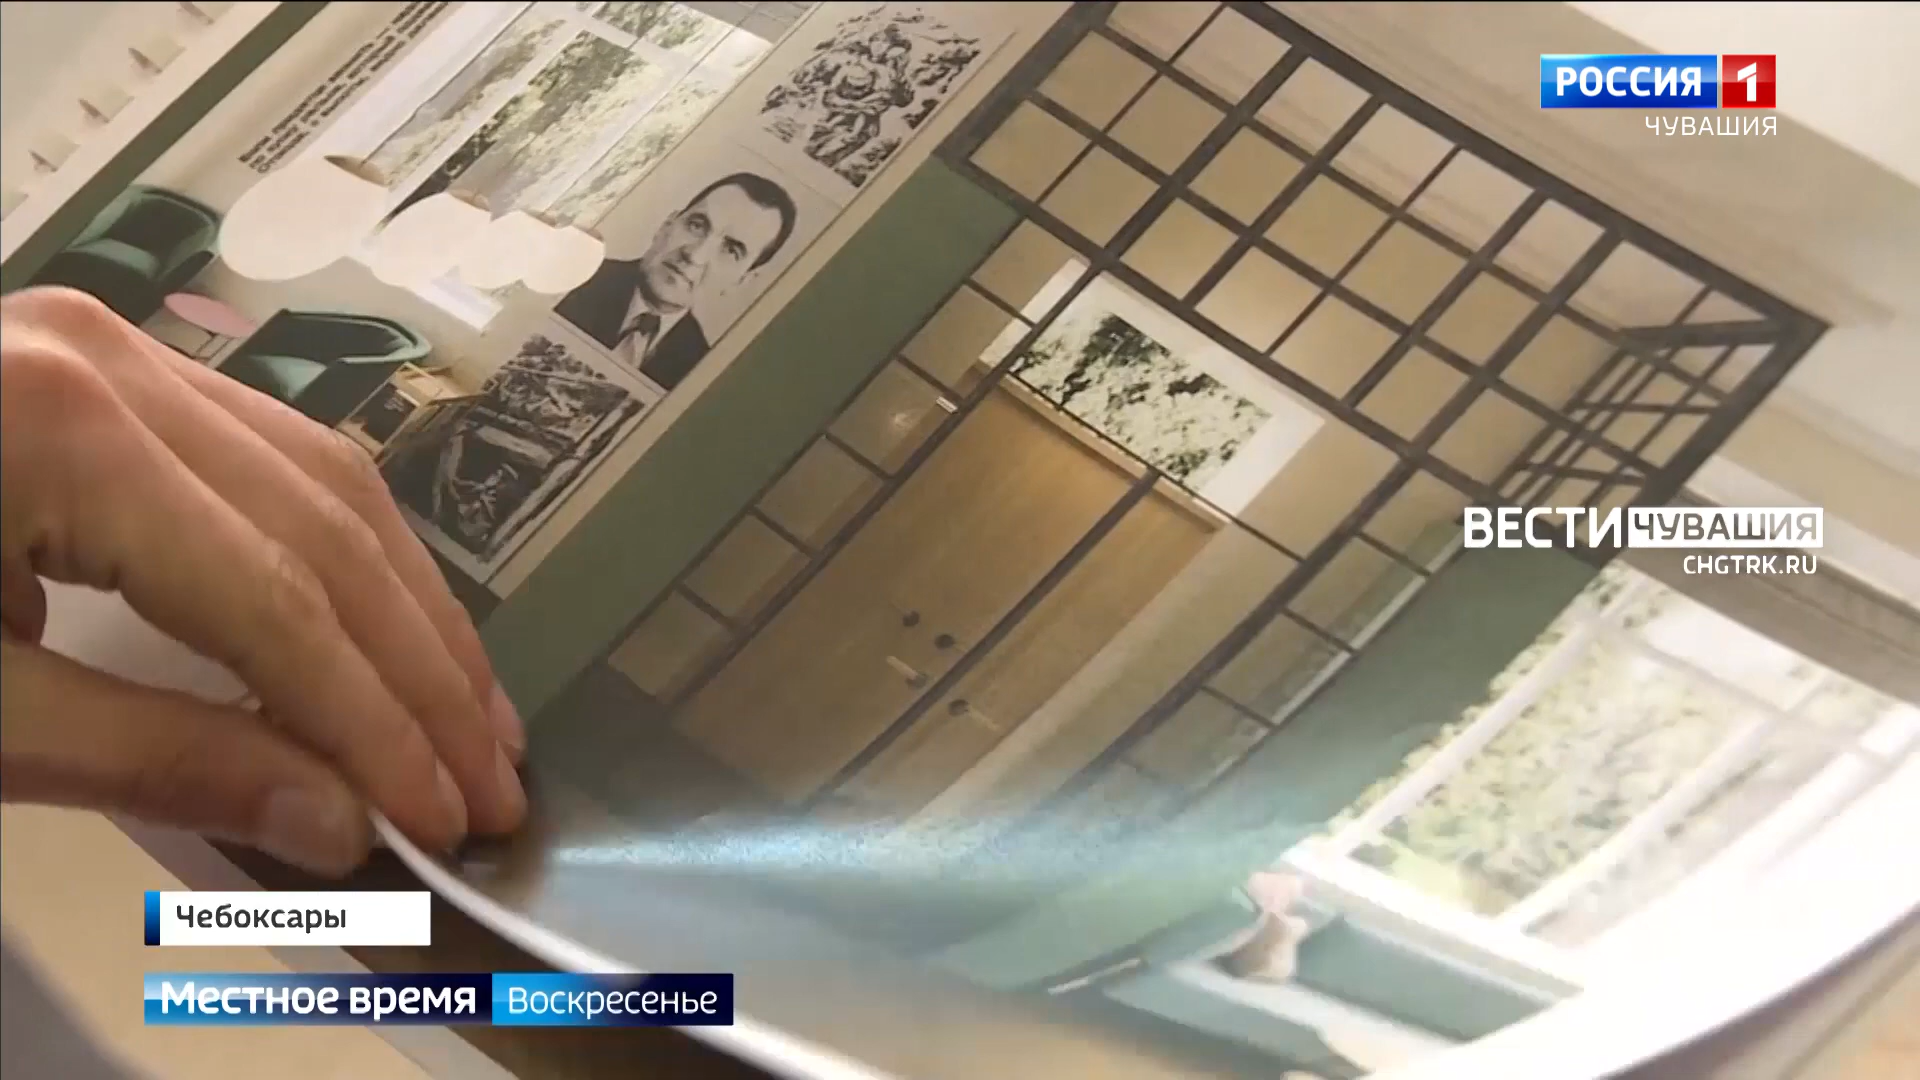 РОССИЯ 1
ЧУВАШИЯ
ВЕСТИ ЧУВАШИЯ
CHGTRK.RU
Чебоксары
Местное время Воскресенье